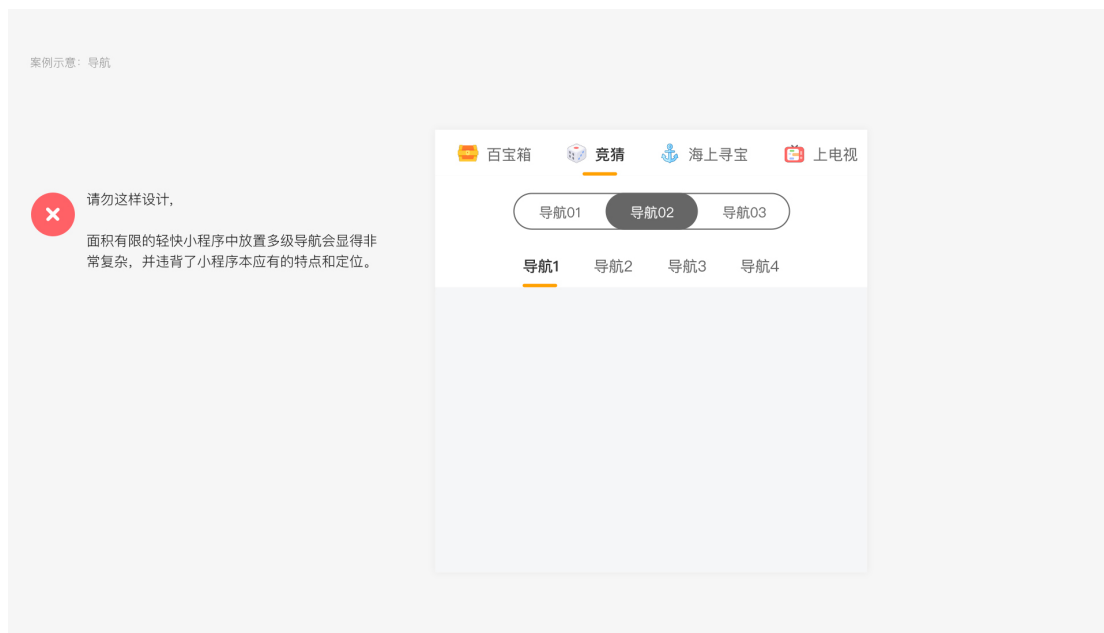 案例示意：导航
请勿这样设计，
面积有限的轻快小程序中放置多级导航会显得非
常复杂，并违背了小程序本应有的特点和定位。
百宝箱 竞猜 海上寻宝 上电视
导航01 导航02 导航03
导航1 导航2 导航3 导航4